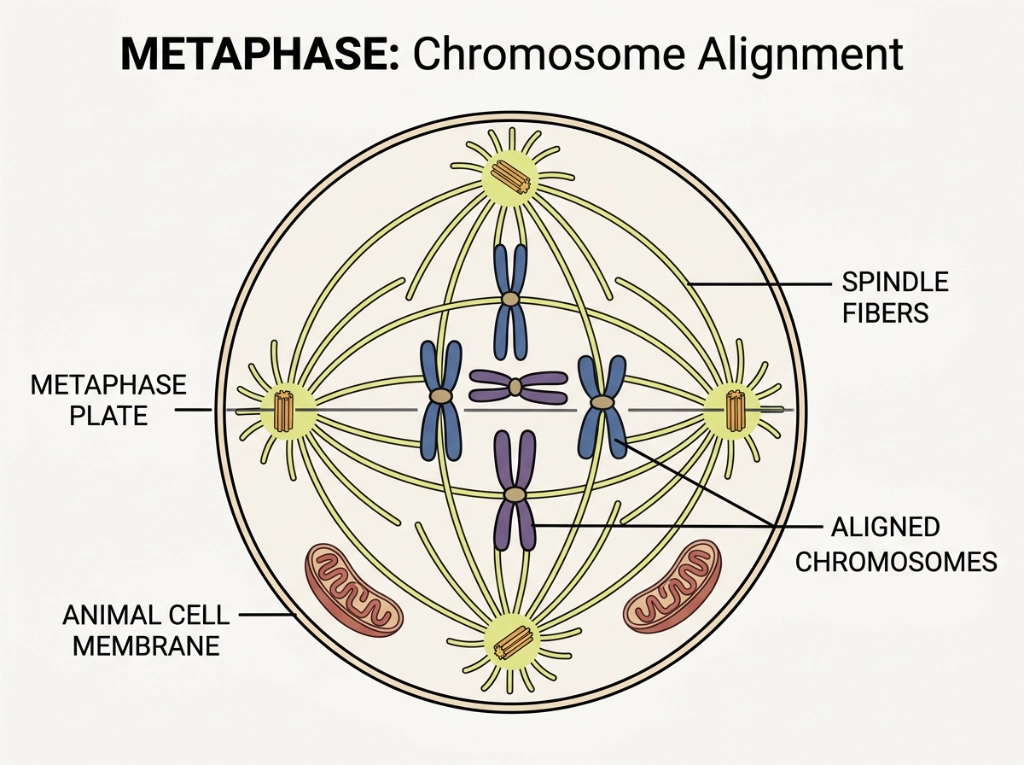 METAPHASE: Chromosome Alignment
SPINDLE
FIBERS
METAPHASE
PLATE
ALIGNED
CHROMOSOMES
ANIMAL CELL
MEMBRANE